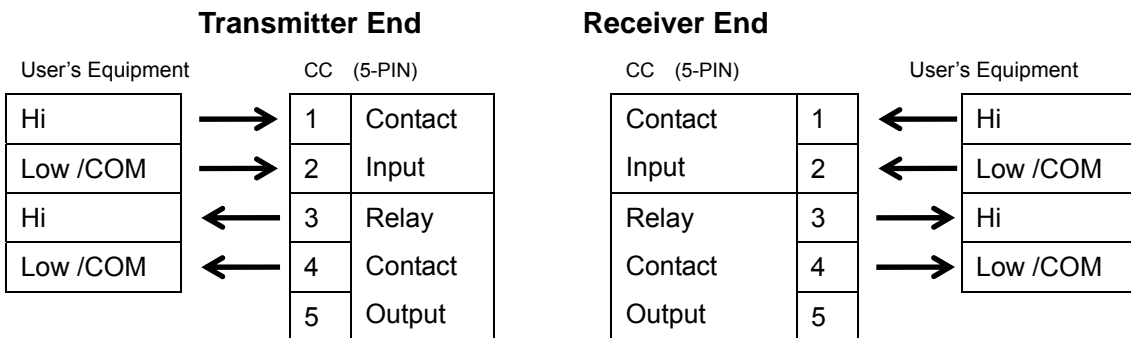 Transmitter End Receiver End
User's Equipment CC (5-PIN) CC (5-PIN) User's Equipment
Hi 1 Contact Contact 1 Hi
Low /COM 2 Input Input 2 Low /COM
Hi 3 Relay Relay 3 Hi
Low /COM 4 Contact Contact 4 Low /COM
5 Output Output 5